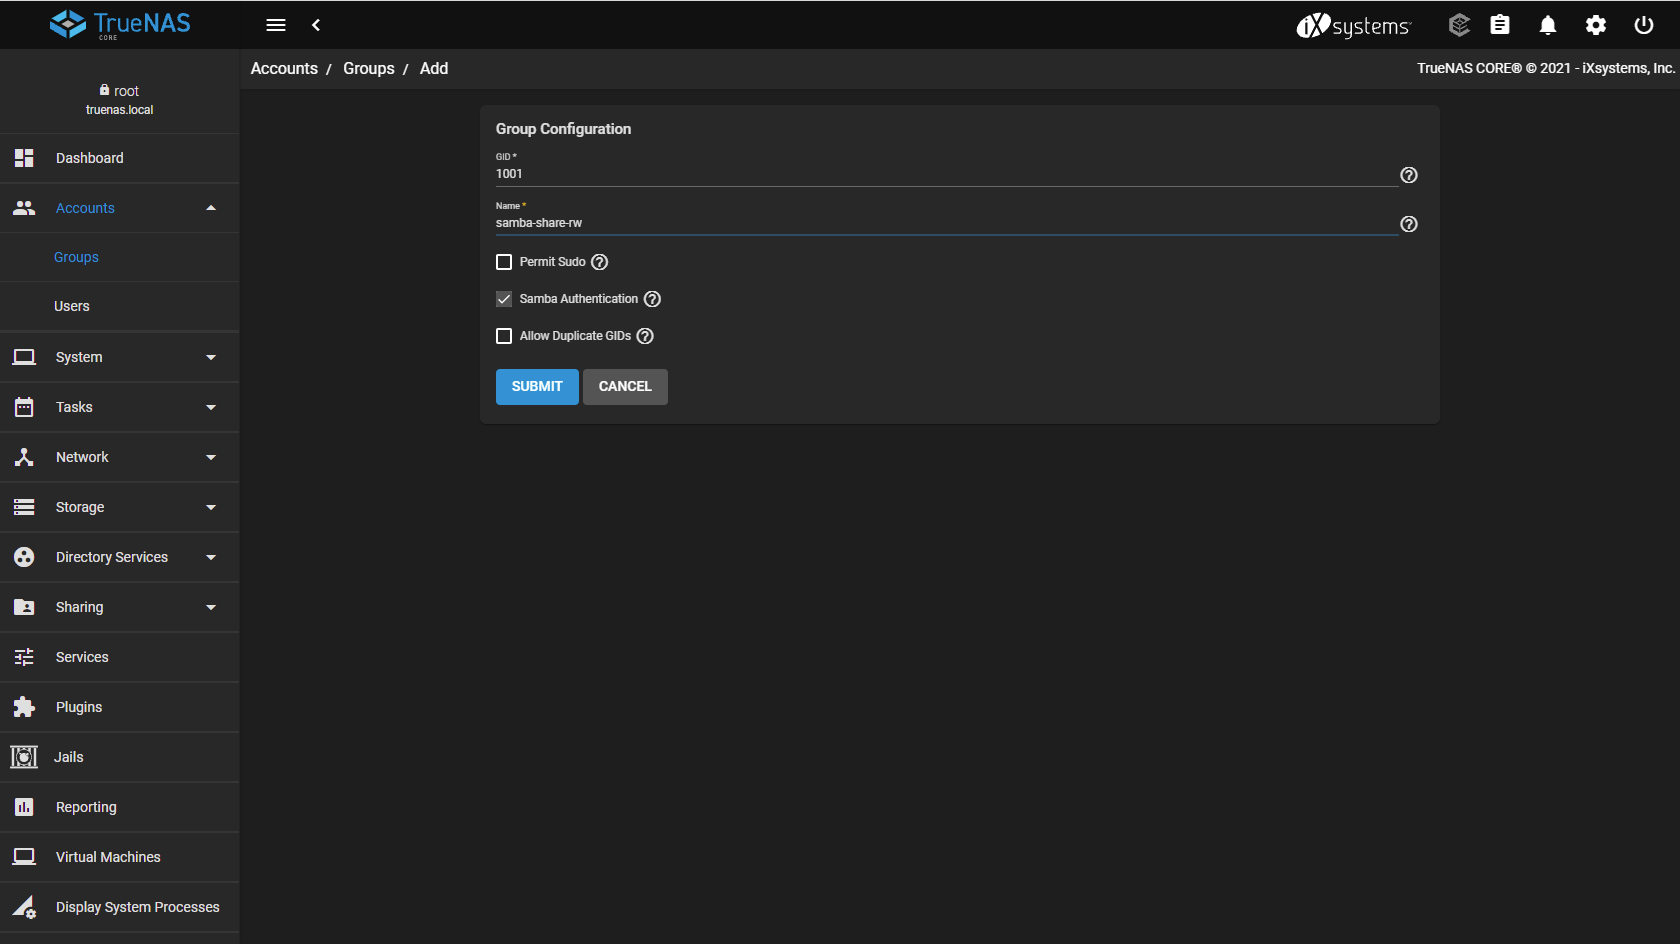 TrueNAS
CORE
iXsystems
Accounts / Groups / Add
TrueNAS CORE® © 2021 - iXsystems, Inc.
root
truenas.local
Dashboard
Accounts
Groups
Users
System
Tasks
Network
Storage
Directory Services
Sharing
Services
Plugins
Jails
Reporting
Virtual Machines
Display System Processes
Group Configuration
GID *
1001
Name *
samba-share-rw
Permit Sudo
Samba Authentication
Allow Duplicate GIDs
SUBMIT
CANCEL